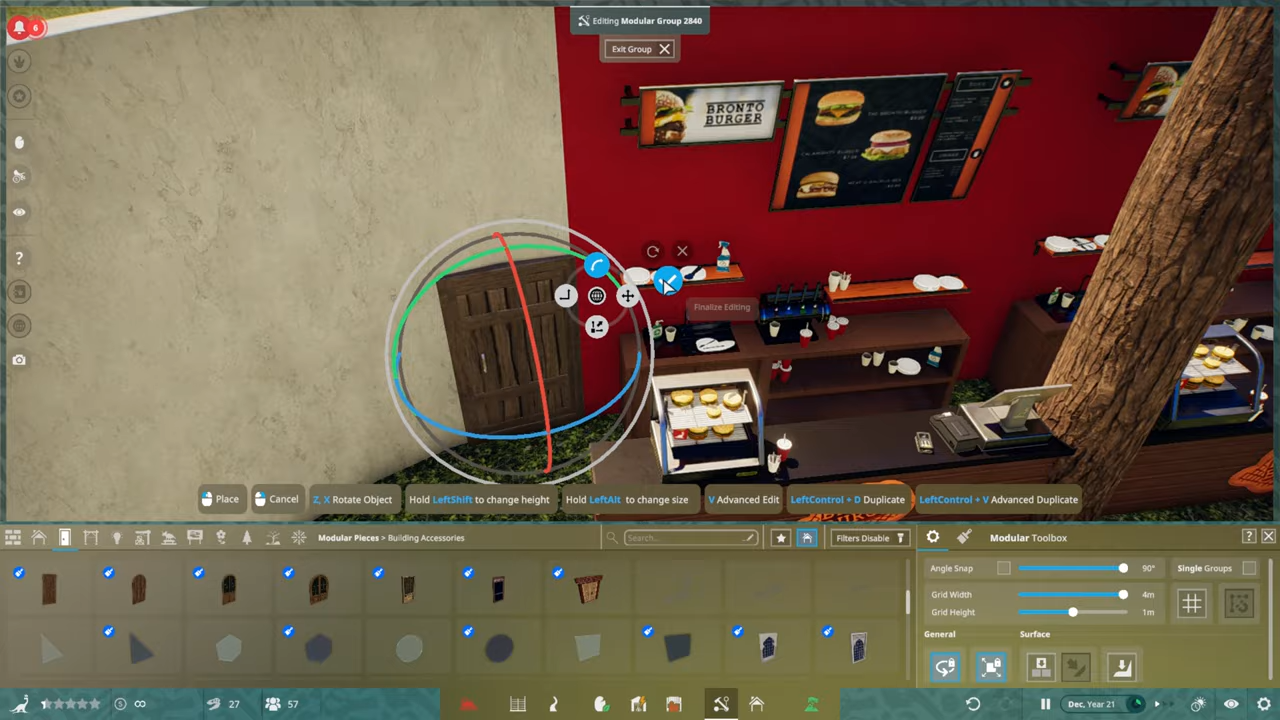 Editing Modular Group 2840
6
Exit Group
BRONTO
BURGER
Finalize Editing
Place
Cancel
Z, X Rotate Object
Hold LeftShift to change height
Hold LeftAlt to change size
V Advanced Edit
LeftControl + D Duplicate
LeftControl + V Advanced Duplicate
Modular Pieces > Building Accessories
Search...
Filters Disable
Modular Toolbox
?
Angle Snap
90°
Single Groups
Grid Width
4m
Grid Height
1m
General
Surface
27
57
Dec, Year 21